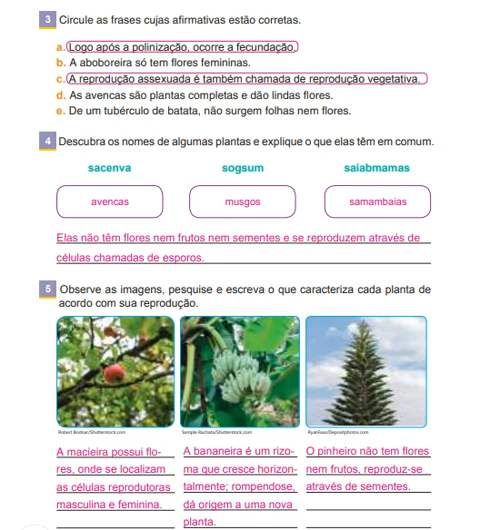 3 Circule as frases cujas afirmativas estão corretas.
a. Logo após a polinização, ocorre a fecundação.
b. A aboboreira só tem flores femininas.
c. A reprodução assexuada é também chamada de reprodução vegetativa.
d. As avencas são plantas completas e dão lindas flores.
e. De um tubérculo de batata, não surgem folhas nem flores.
4 Descubra os nomes de algumas plantas e explique o que elas têm em comum.
sacenva sogsum saiabmamas
avencas musgos samambaias
Elas não têm flores nem frutos nem sementes e se reproduzem através de
células chamadas de esporos.
5 Observe as imagens, pesquise e escreva o que caracteriza cada planta de
acordo com sua reprodução.
Robert Bodnar/Shutterstock.com Sample Rachata/Shutterstock.com RyanFaas/Depositphotos.com
A macieira possui flo-
res, onde se localizam
as células reprodutoras
masculina e feminina.
A bananeira é um rizo-
ma que cresce horizon-
talmente; rompendose,
dá origem a uma nova
planta.
O pinheiro não tem flores
nem frutos, reproduz-se
através de sementes.